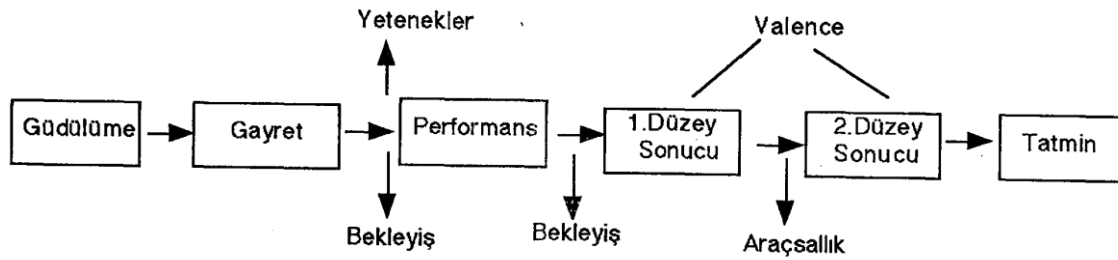 Yetenekler
Valence
Güdülüme
Gayret
Performans
1.Düzey
Sonucu
2.Düzey
Sonucu
Tatmin
Bekleyiş
Bekleyiş
Araçsallık